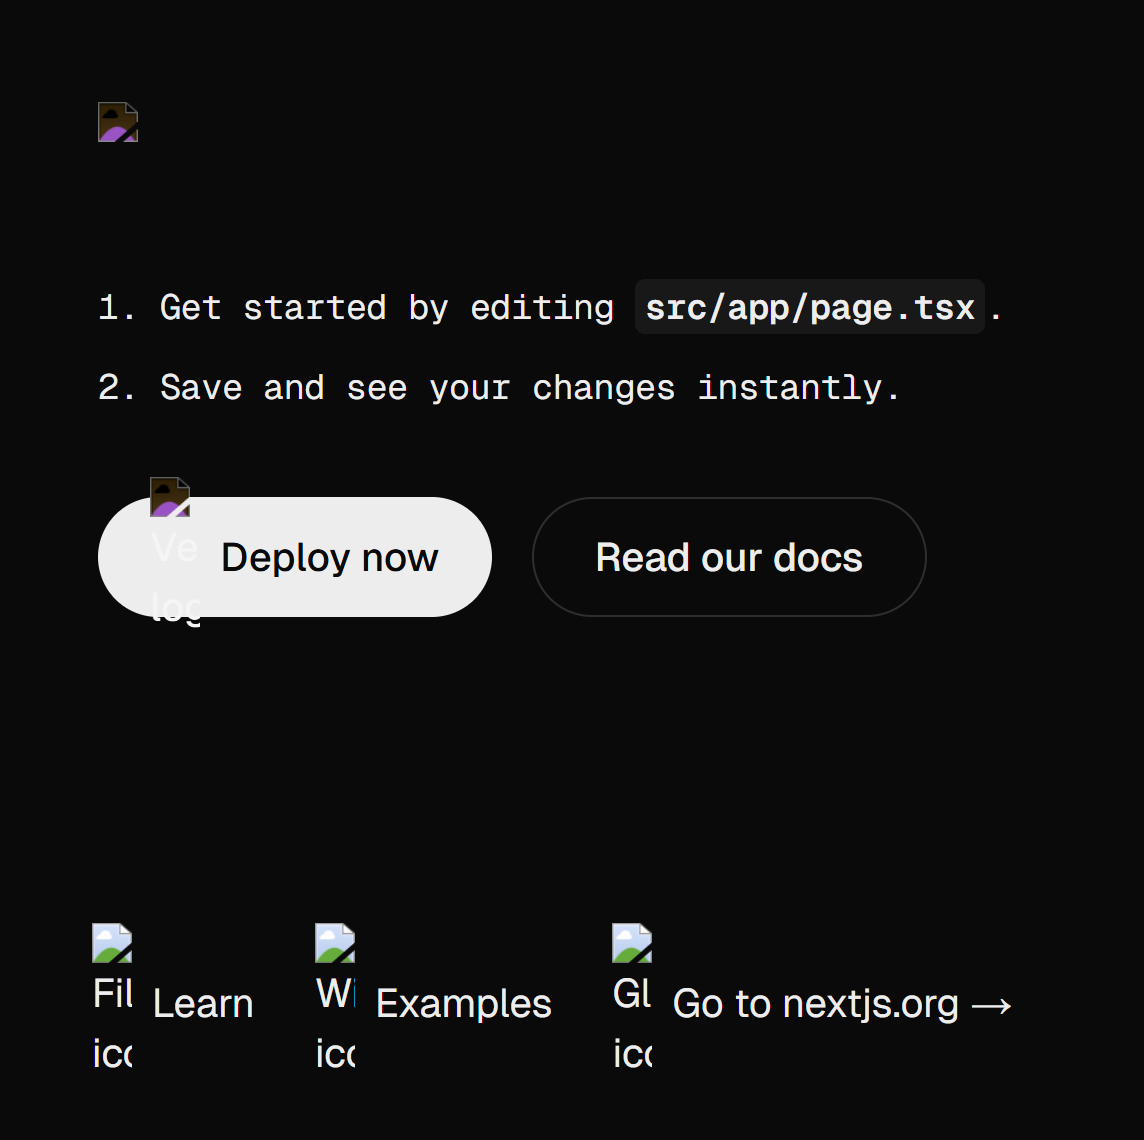 1. Get started by editing src/app/page.tsx.
2. Save and see your changes instantly.
Ve
log
Deploy now
Read our docs
Fil
ico
Learn
Wi
ico
Examples
Gl
ico
Go to nextjs.org →